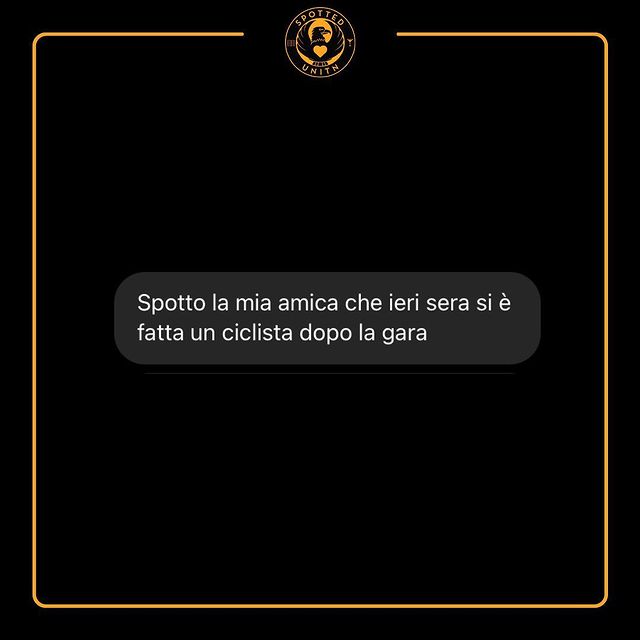 SPOTTED
UNITN
Spotto la mia amica che ieri sera si è
fatta un ciclista dopo la gara